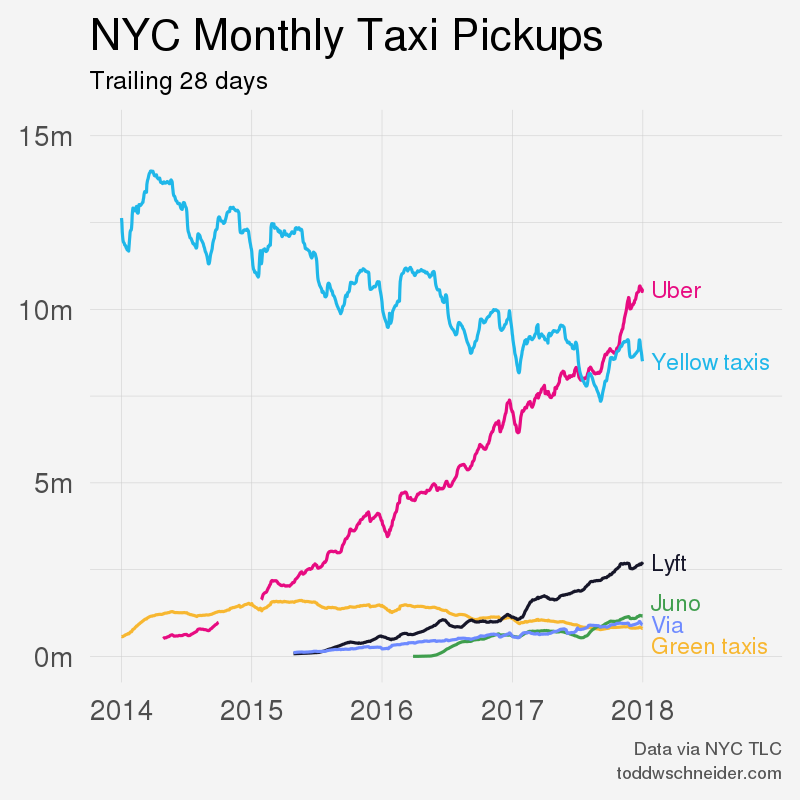 NYC Monthly Taxi Pickups
Trailing 28 days
15m
10m
5m
0m
Uber
Yellow taxis
Lyft
Juno
Via
Green taxis
2014 2015 2016 2017 2018
Data via NYC TLC
toddwschneider.com